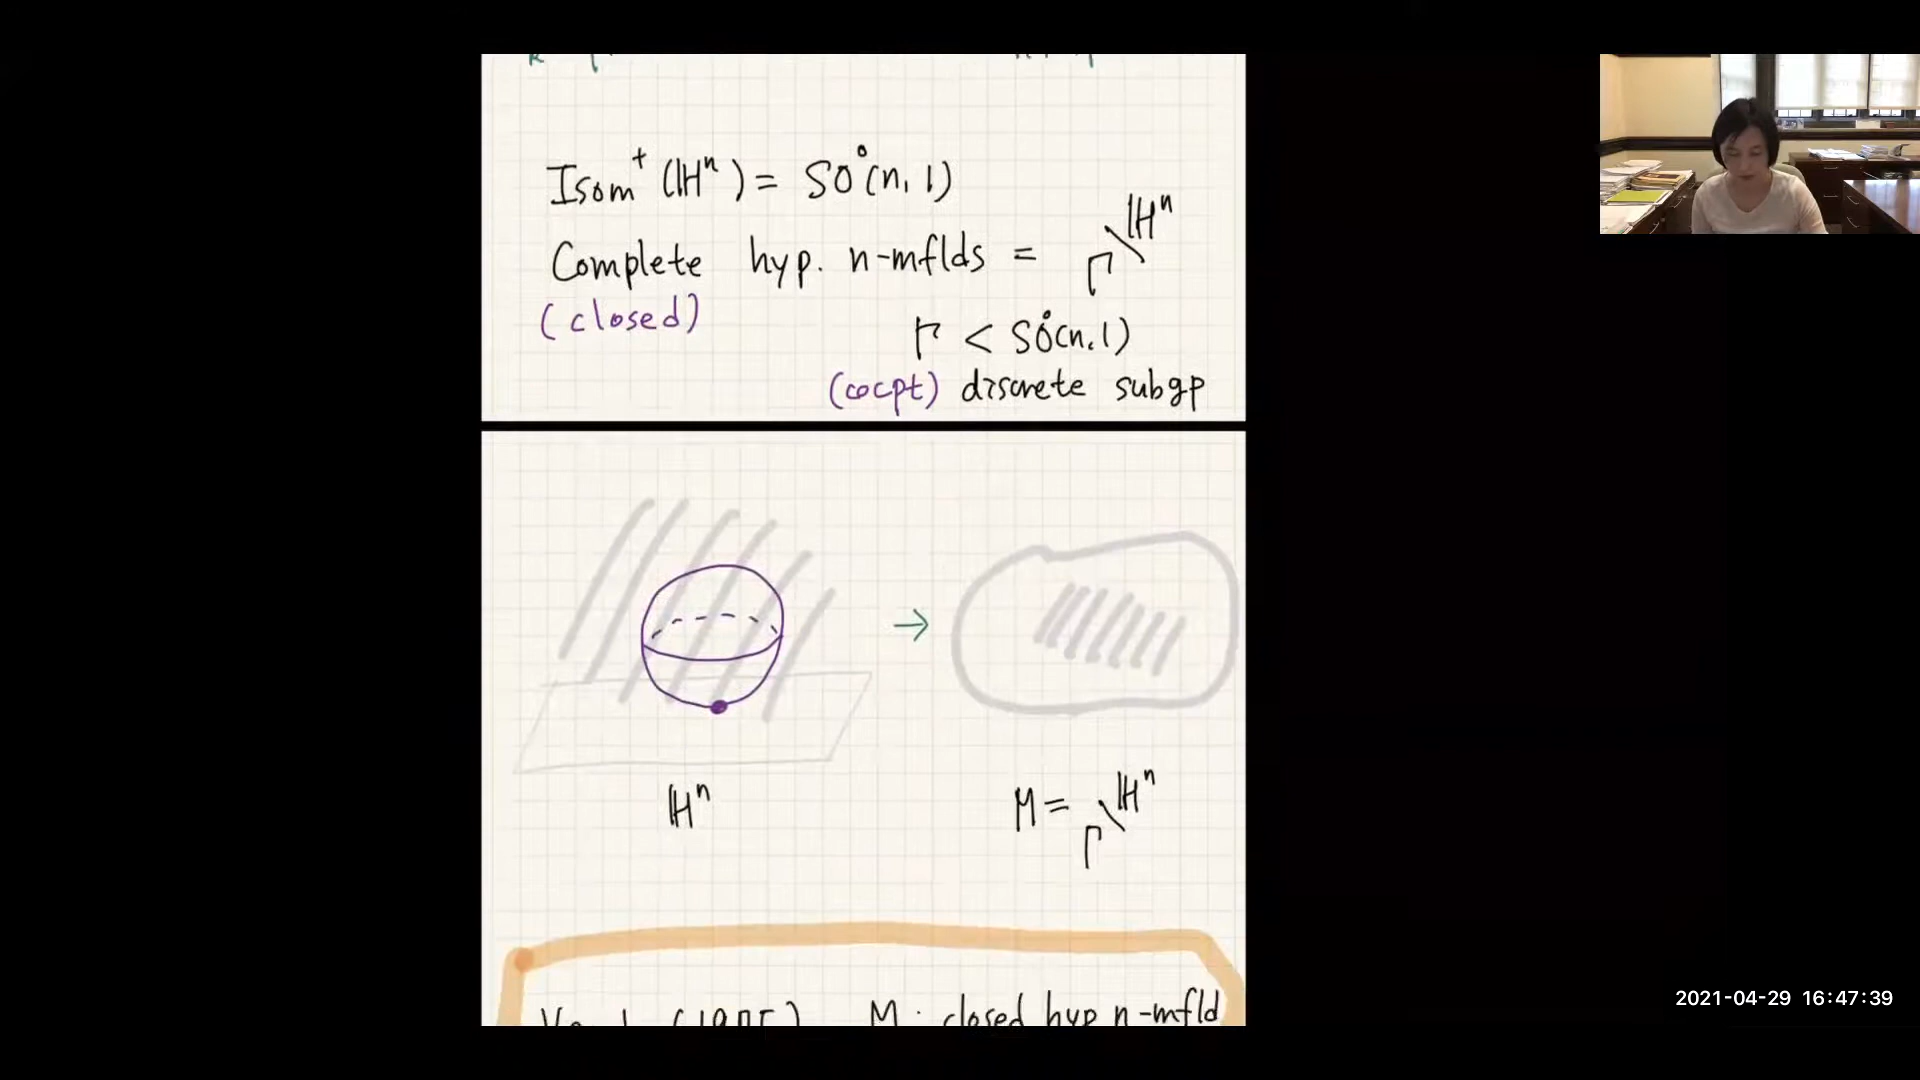 Isom⁺(ℍⁿ) = SO°(n,1)
Complete hyp. n-mflds = Γ\ℍⁿ
(closed)
Γ < SO°(n,1)
(cocpt) discrete subgp
→
ℍⁿ
M = Γ\ℍⁿ
M : closed hyp n-mfld
2021-04-29 16:47:39